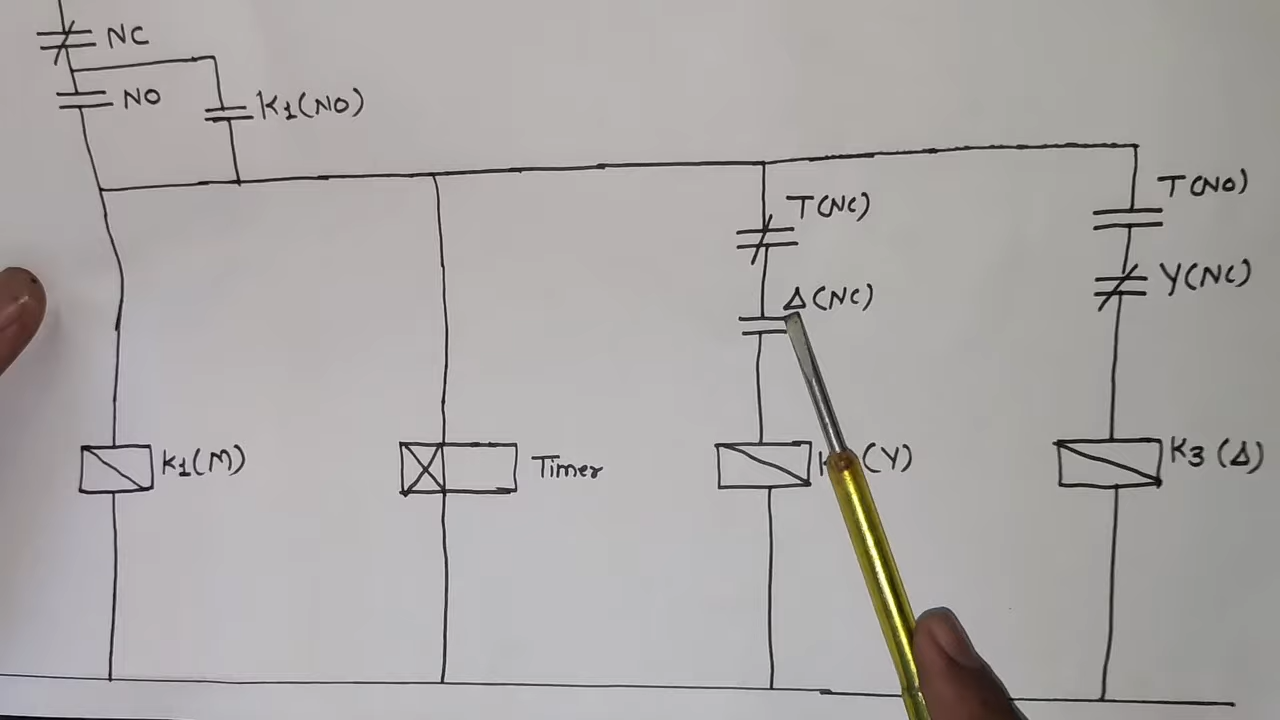 NC
NO
K1(NO)
T(NC)
T(NO)
Δ(NC)
Y(NC)
K1(M)
Timer
(Y)
K3(Δ)